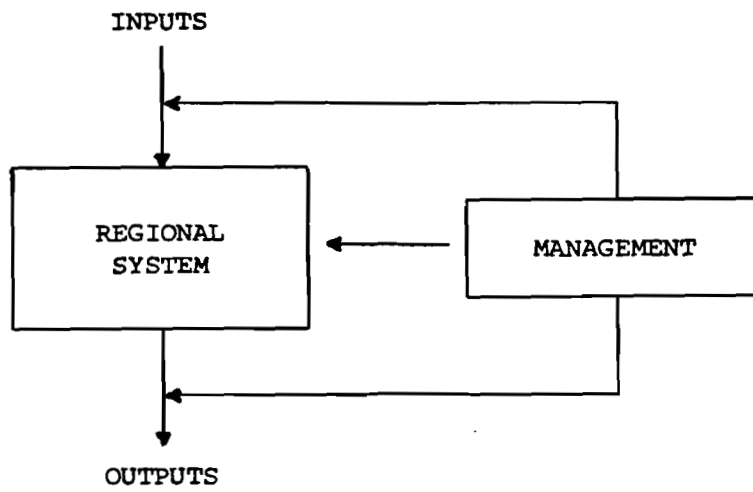 INPUTS
REGIONAL
SYSTEM
MANAGEMENT
OUTPUTS